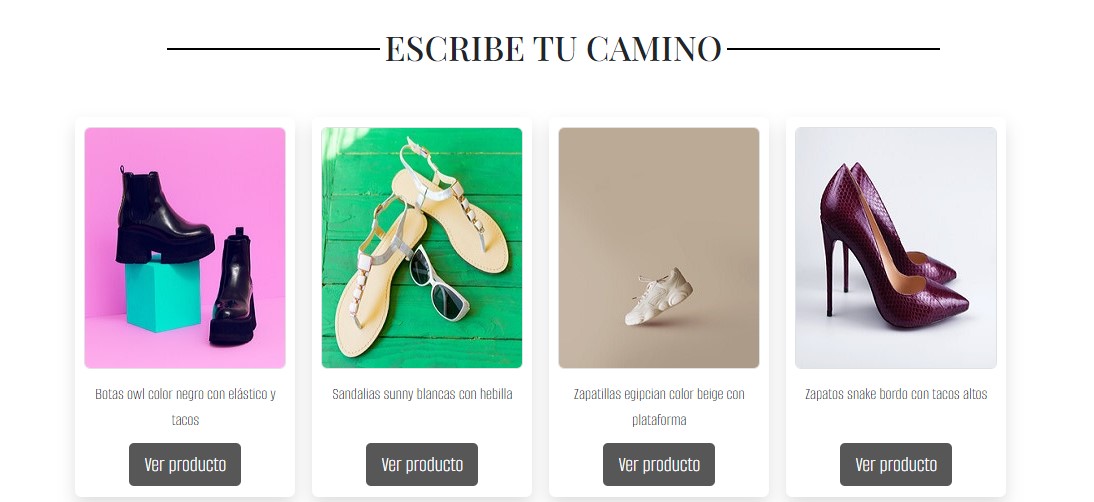 ESCRIBE TU CAMINO
Botas owl color negro con elástico y
tacos
Ver producto
Sandalias sunny blancas con hebilla
Ver producto
Zapatillas egipcian color beige con
plataforma
Ver producto
Zapatos snake bordo con tacos altos
Ver producto